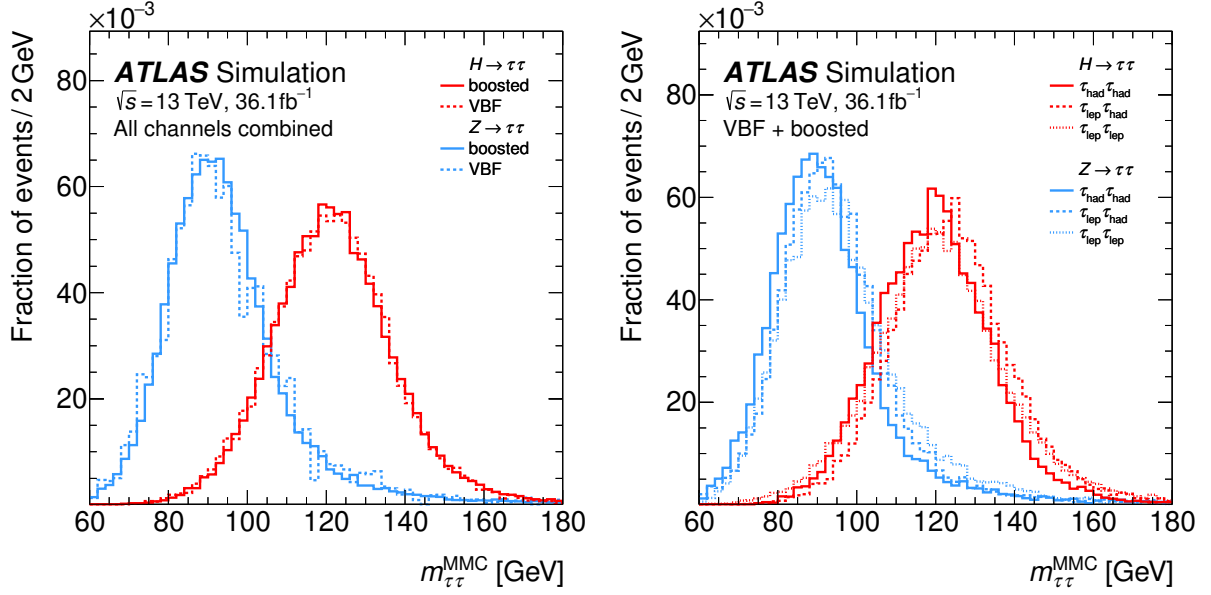 ×10⁻³
ATLAS Simulation
√s = 13 TeV, 36.1 fb⁻¹
All channels combined
H → ττ
boosted
VBF
Z → ττ
boosted
VBF
Fraction of events / 2 GeV
80
60
40
20
60 80 100 120 140 160 180
m_ττ^MMC [GeV]
×10⁻³
ATLAS Simulation
√s = 13 TeV, 36.1 fb⁻¹
VBF + boosted
H → ττ
τ_had τ_had
τ_lep τ_had
τ_lep τ_lep
Z → ττ
τ_had τ_had
τ_lep τ_had
τ_lep τ_lep
Fraction of events / 2 GeV
80
60
40
20
60 80 100 120 140 160 180
m_ττ^MMC [GeV]